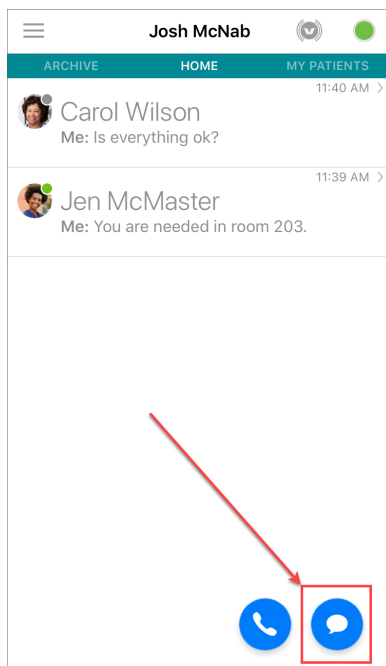 Josh McNab
ARCHIVE HOME MY PATIENTS
11:40 AM
Carol Wilson
Me: Is everything ok?
11:39 AM
Jen McMaster
Me: You are needed in room 203.